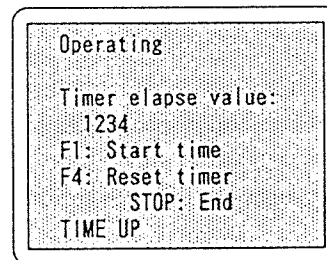 Operating
Timer elapse value:
1234
F1: Start time
F4: Reset timer
STOP: End
TIME UP